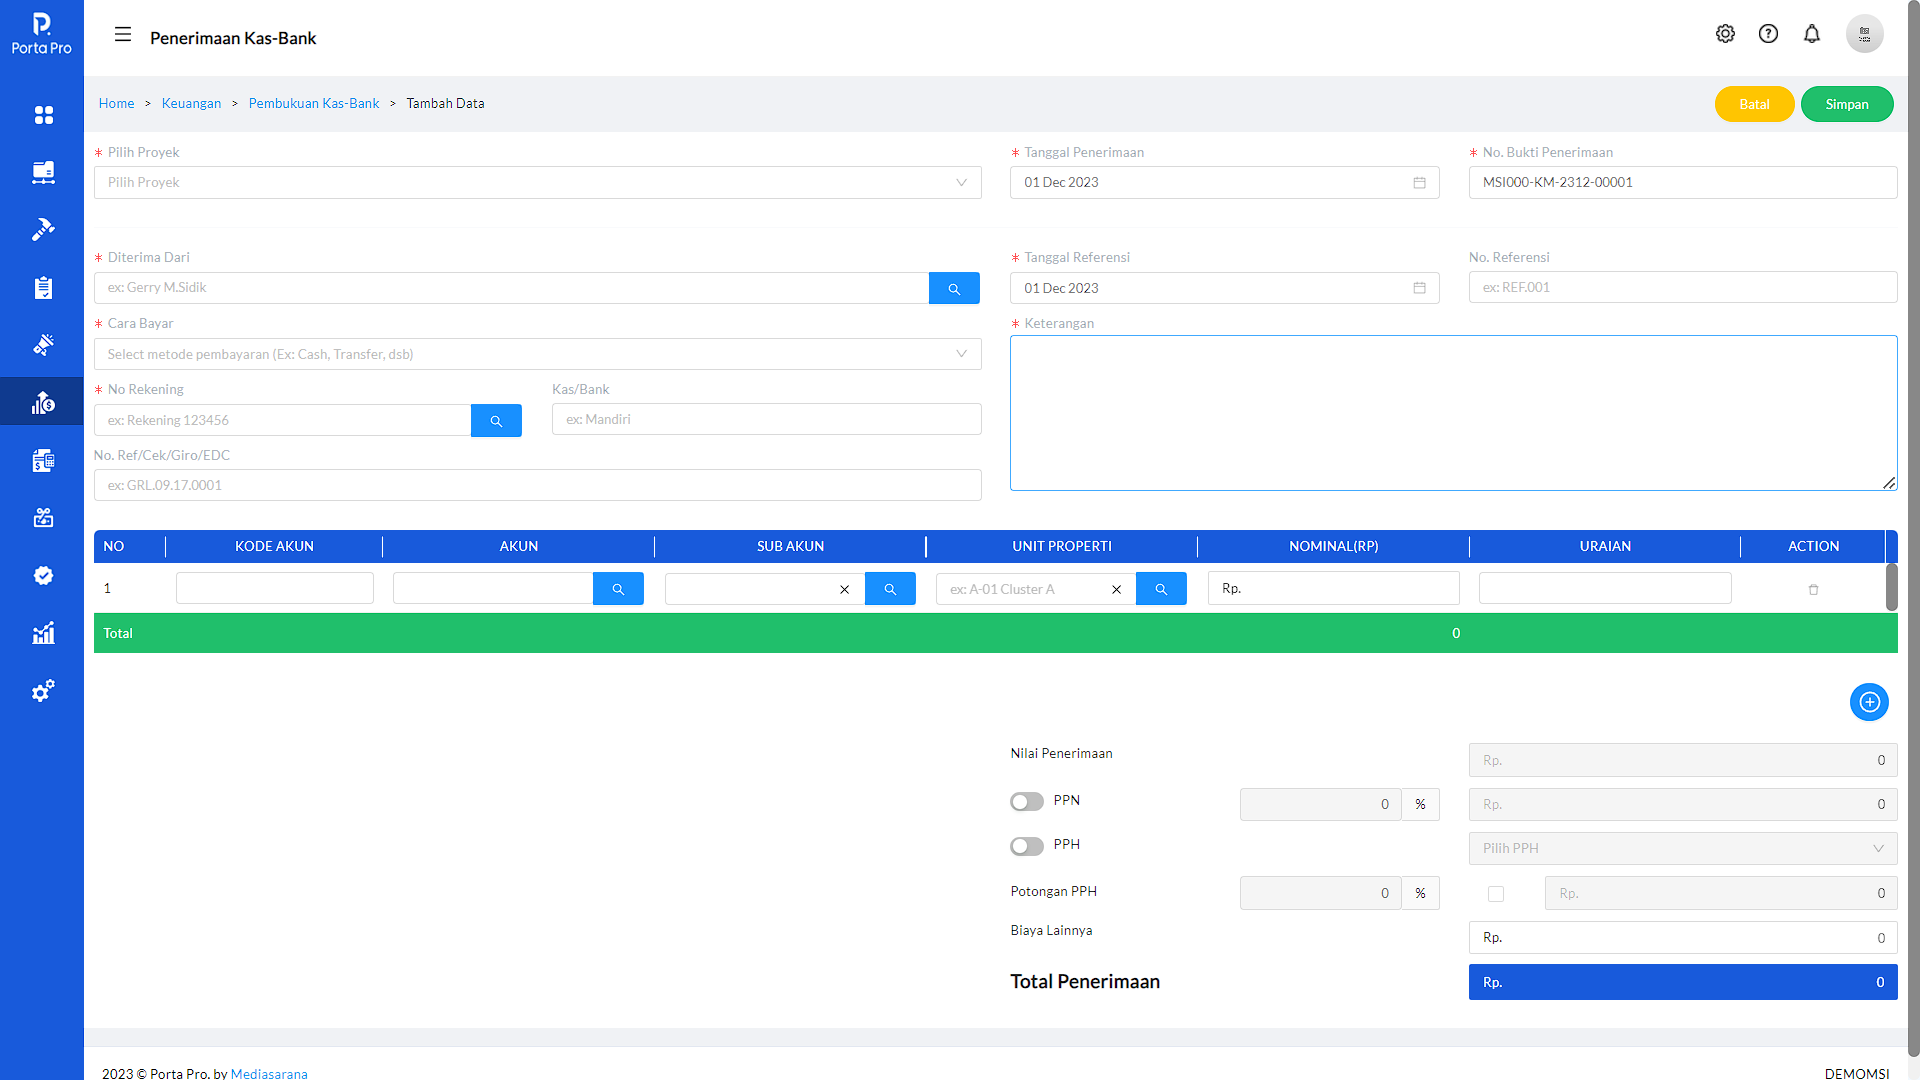 Porta Pro
Penerimaan Kas-Bank
Home > Keuangan > Pembukuan Kas-Bank > Tambah Data
Batal
Simpan
* Pilih Proyek
Pilih Proyek
* Tanggal Penerimaan
01 Dec 2023
* No. Bukti Penerimaan
MSI000-KM-2312-00001
* Diterima Dari
ex: Gerry M.Sidik
* Tanggal Referensi
01 Dec 2023
No. Referensi
ex: REF.001
* Cara Bayar
Select metode pembayaran (Ex: Cash, Transfer, dsb)
* Keterangan
* No Rekening
ex: Rekening 123456
Kas/Bank
ex: Mandiri
No. Ref/Cek/Giro/EDC
ex: GRL.09.17.0001
NO KODE AKUN AKUN SUB AKUN UNIT PROPERTI NOMINAL(RP) URAIAN ACTION
1 ex: A-01 Cluster A Rp.
Total 0
Nilai Penerimaan Rp. 0
PPN 0 % Rp. 0
PPH Pilih PPH
Potongan PPH 0 % Rp. 0
Biaya Lainnya Rp. 0
Total Penerimaan Rp. 0
2023 © Porta Pro. by Mediasarana
DEMOMSI